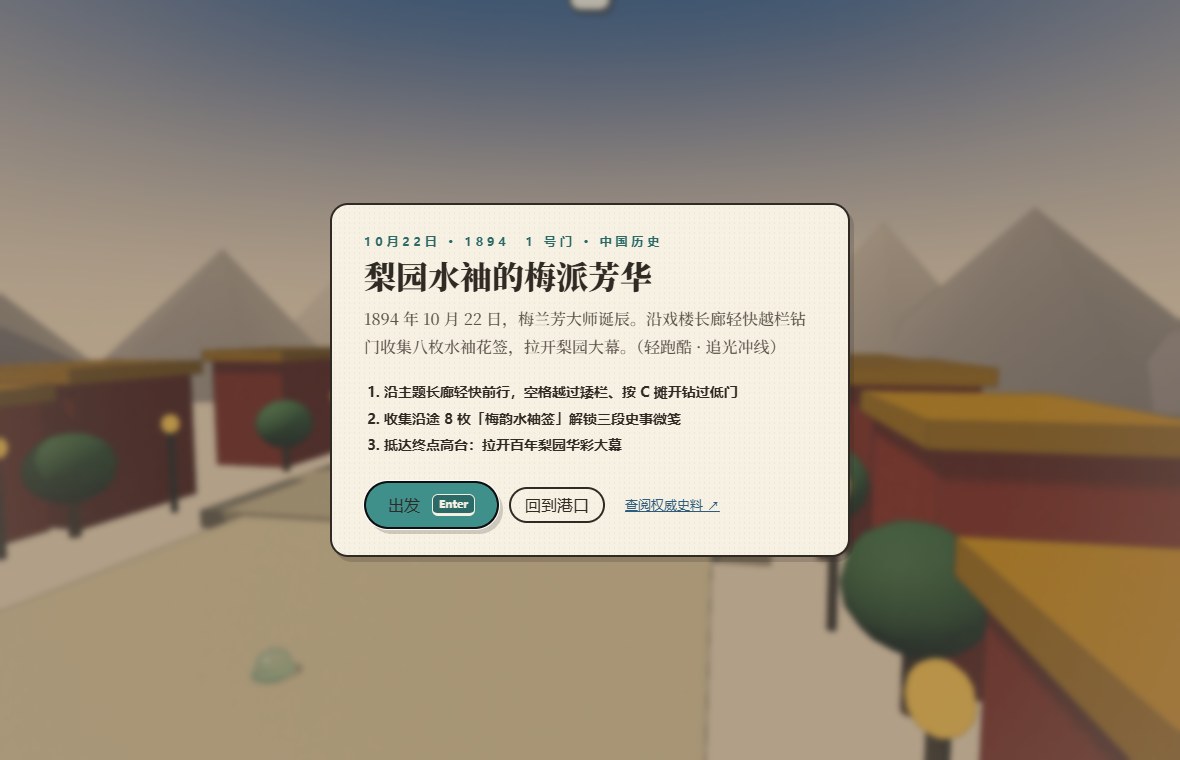 10月22日 • 1894 1 号门 • 中国历史
梨园水袖的梅派芳华
1894 年 10 月 22 日，梅兰芳大师诞辰。沿戏楼长廊轻快越栏钻
门收集八枚水袖花签，拉开梨园大幕。（轻跑酷 · 追光冲线）
1. 沿主题长廊轻快前行，空格越过矮栏、按 C 摊开钻过低门
2. 收集沿途 8 枚「梅韵水袖签」解锁三段史事微笺
3. 抵达终点高台：拉开百年梨园华彩大幕
出发 Enter 回到港口 查阅权威史料 ↗